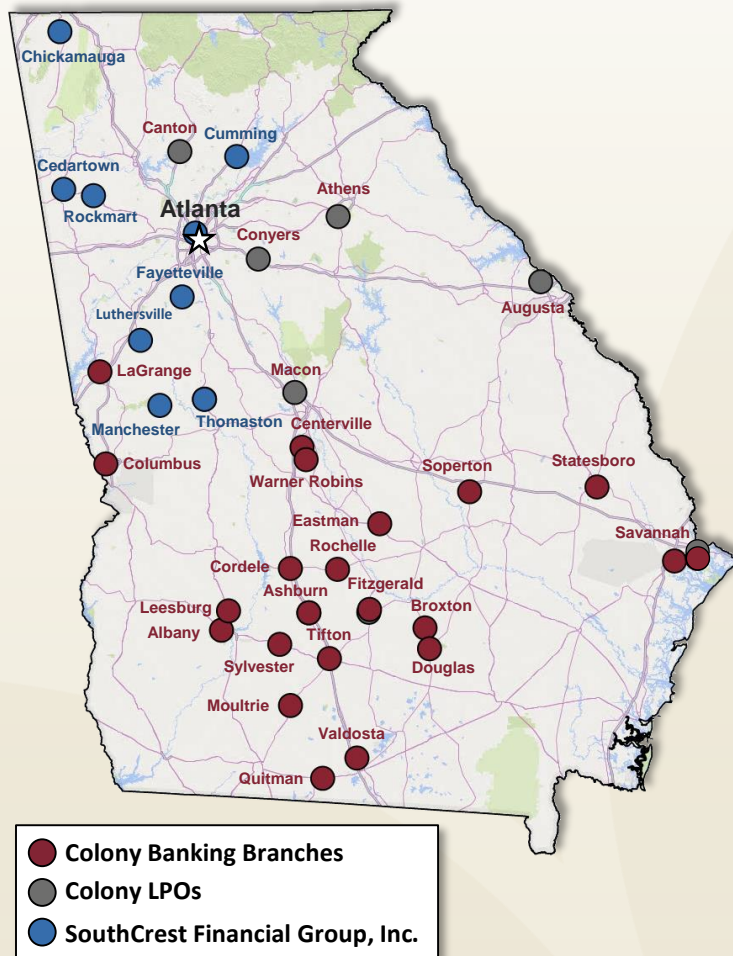 Chickamauga
Canton
Cumming
Cedartown
Rockmart
Athens
Atlanta
Conyers
Fayetteville
Augusta
Luthersville
LaGrange
Macon
Manchester
Thomaston
Centerville
Columbus
Warner Robins
Soperton
Statesboro
Eastman
Savannah
Rochelle
Cordele
Fitzgerald
Ashburn
Leesburg
Broxton
Albany
Tifton
Sylvester
Douglas
Moultrie
Valdosta
Quitman
Colony Banking Branches
Colony LPOs
SouthCrest Financial Group, Inc.